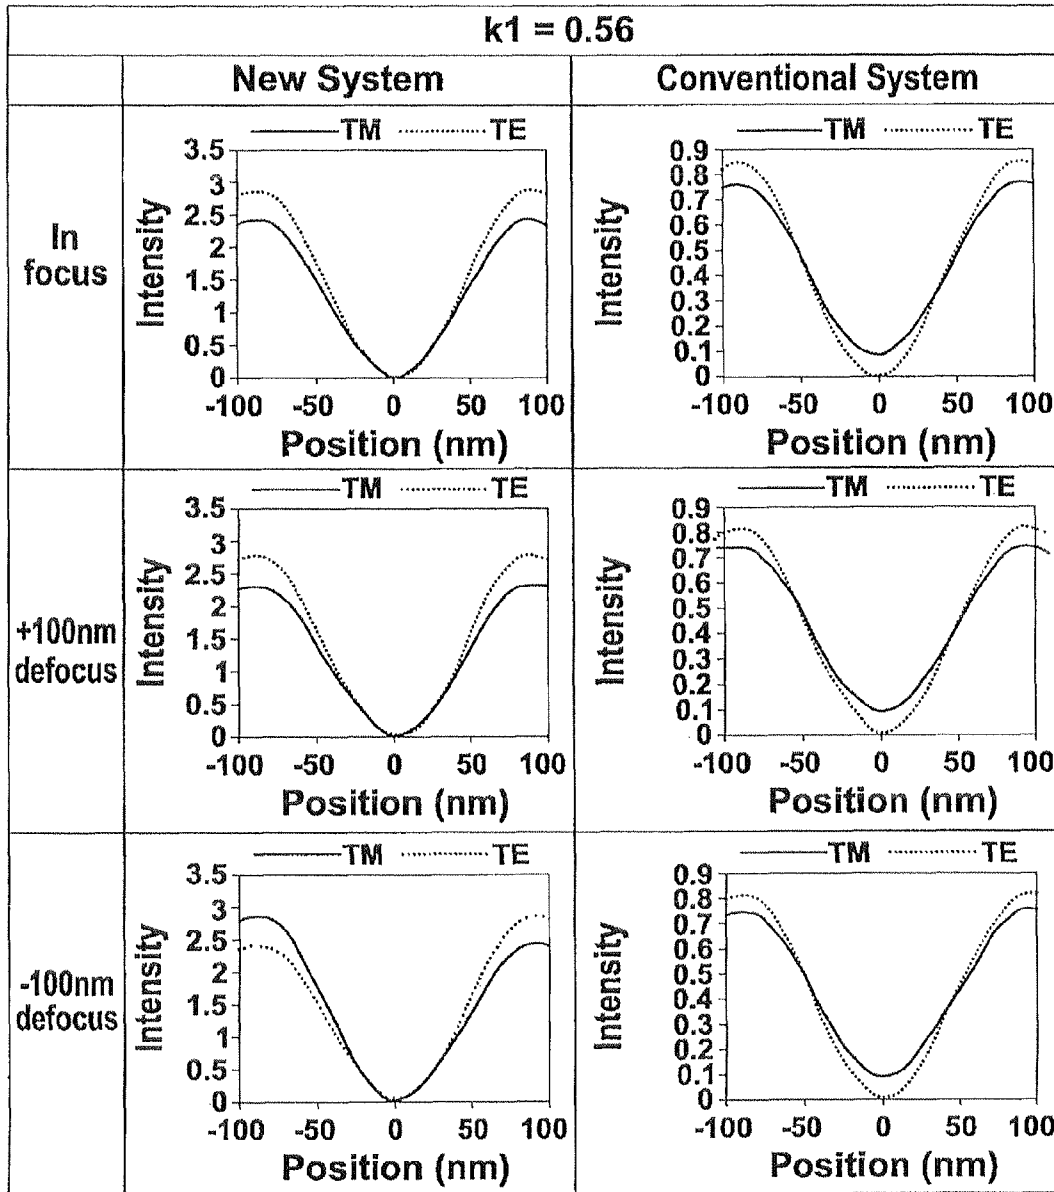 k1 = 0.56
New System
Conventional System
In
focus
TM TE
3.5
3
2.5
2
1.5
1
0.5
0
Intensity
-100 -50 0 50 100
Position (nm)
TM TE
0.9
0.8
0.7
0.6
0.5
0.4
0.3
0.2
0.1
0
Intensity
-100 -50 0 50 100
Position (nm)
+100nm
defocus
TM TE
3.5
3
2.5
2
1.5
1
0.5
0
Intensity
-100 -50 0 50 100
Position (nm)
TM TE
0.9
0.8
0.7
0.6
0.5
0.4
0.3
0.2
0.1
0
Intensity
-100 -50 0 50 100
Position (nm)
-100nm
defocus
TM TE
3.5
3
2.5
2
1.5
1
0.5
0
Intensity
-100 -50 0 50 100
Position (nm)
TM TE
0.9
0.8
0.7
0.6
0.5
0.4
0.3
0.2
0.1
0
Intensity
-100 -50 0 50 100
Position (nm)